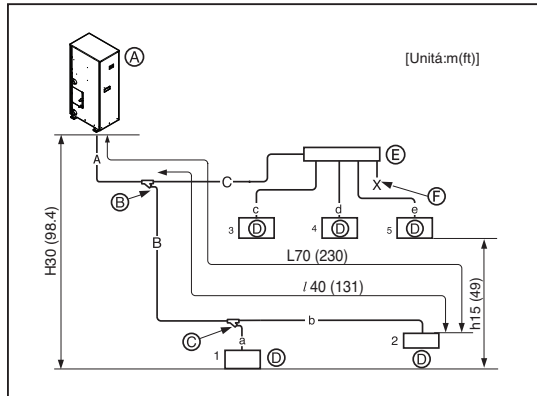 Ⓐ
[Unitá:m(ft)]
A
Ⓔ
C
Ⓑ
X
Ⓕ
c
d
e
3 Ⓓ
4 Ⓓ
5 Ⓓ
B
H30 (98.4)
L70 (230)
l 40 (131)
h15 (49)
b
Ⓒ
a
2
1
Ⓓ
Ⓓ